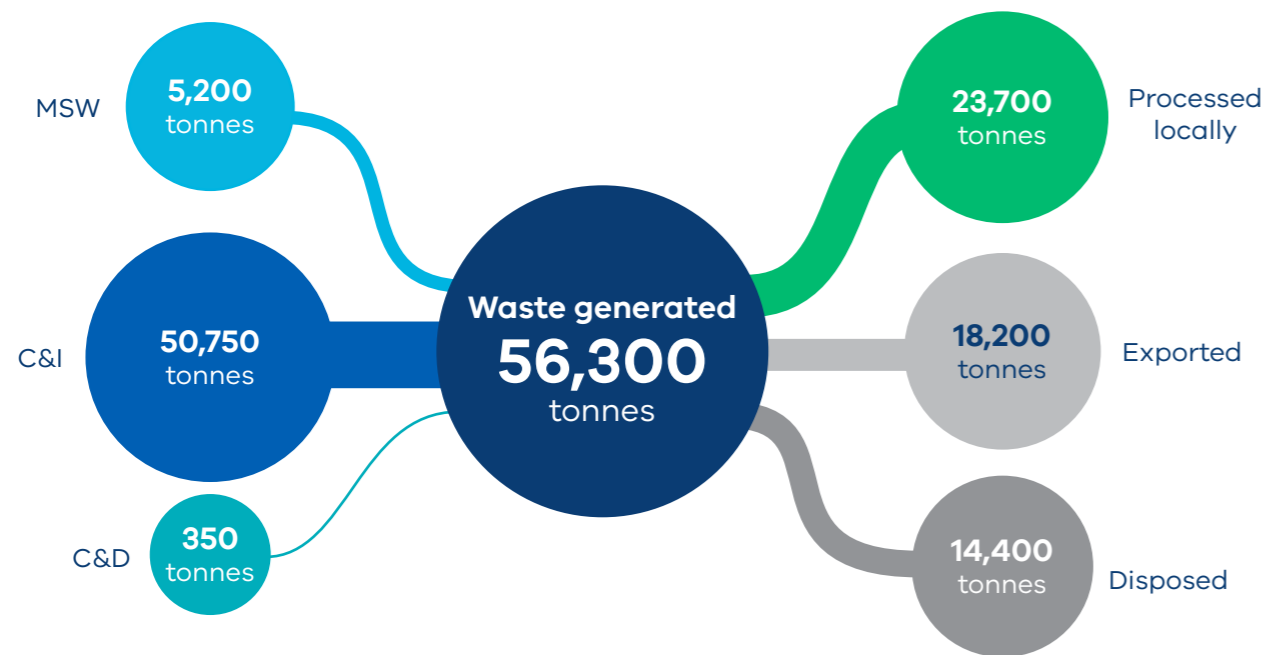 MSW
5,200
tonnes
C&I
50,750
tonnes
C&D
350
tonnes
Waste generated
56,300
tonnes
23,700
tonnes
Processed
locally
18,200
tonnes
Exported
14,400
tonnes
Disposed